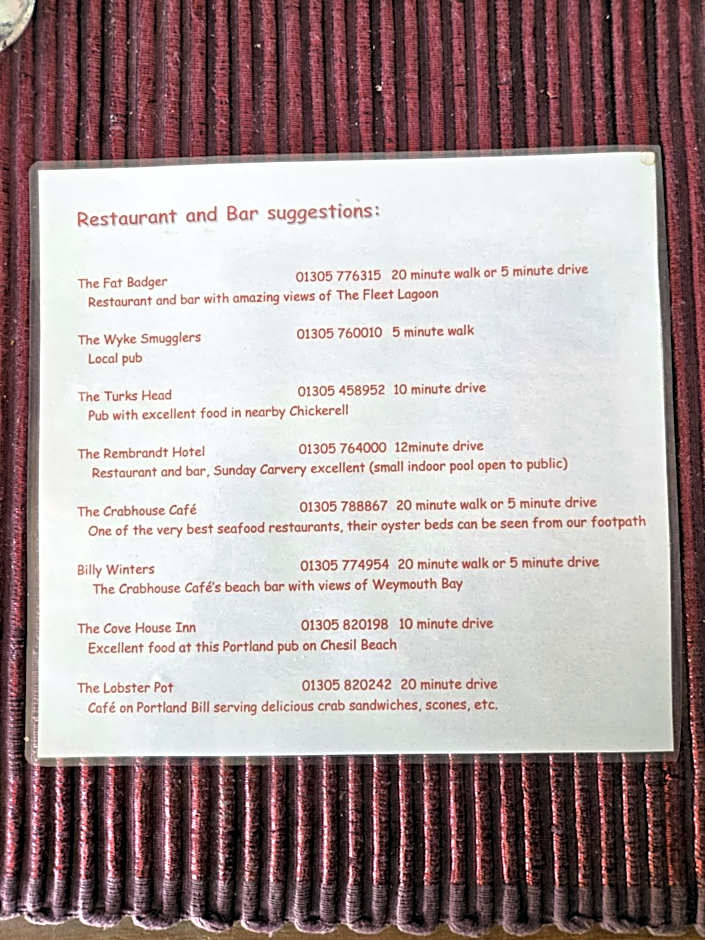 Restaurant and Bar suggestions:
The Fat Badger 01305 776315 20 minute walk or 5 minute drive
Restaurant and bar with amazing views of The Fleet Lagoon
The Wyke Smugglers 01305 760010 5 minute walk
Local pub
The Turks Head 01305 458952 10 minute drive
Pub with excellent food in nearby Chickerell
The Rembrandt Hotel 01305 764000 12minute drive
Restaurant and bar, Sunday Carvery excellent (small indoor pool open to public)
The Crabhouse Café 01305 788867 20 minute walk or 5 minute drive
One of the very best seafood restaurants, their oyster beds can be seen from our footpath
Billy Winters 01305 774954 20 minute walk or 5 minute drive
The Crabhouse Café's beach bar with views of Weymouth Bay
The Cove House Inn 01305 820198 10 minute drive
Excellent food at this Portland pub on Chesil Beach
The Lobster Pot 01305 820242 20 minute drive
Café on Portland Bill serving delicious crab sandwiches, scones, etc.